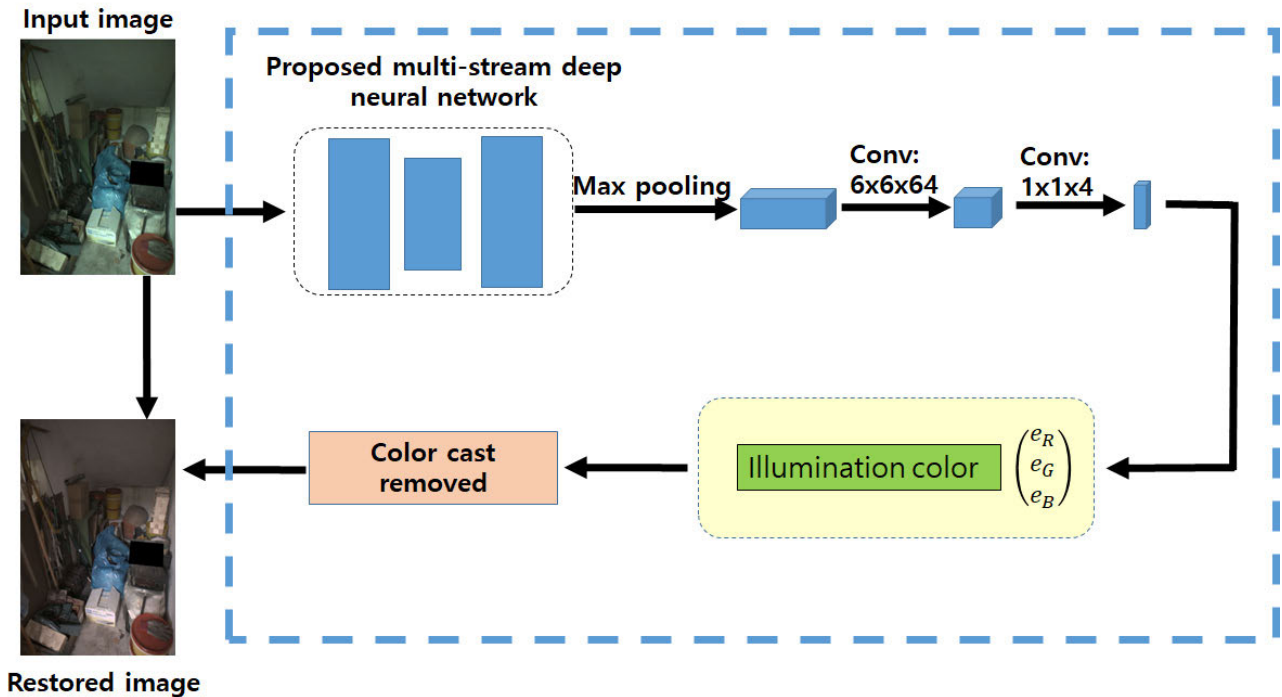 Input image
Proposed multi-stream deep
neural network
Max pooling
Conv:
6x6x64
Conv:
1x1x4
Illumination color
e_R
e_G
e_B
Color cast
removed
Restored image